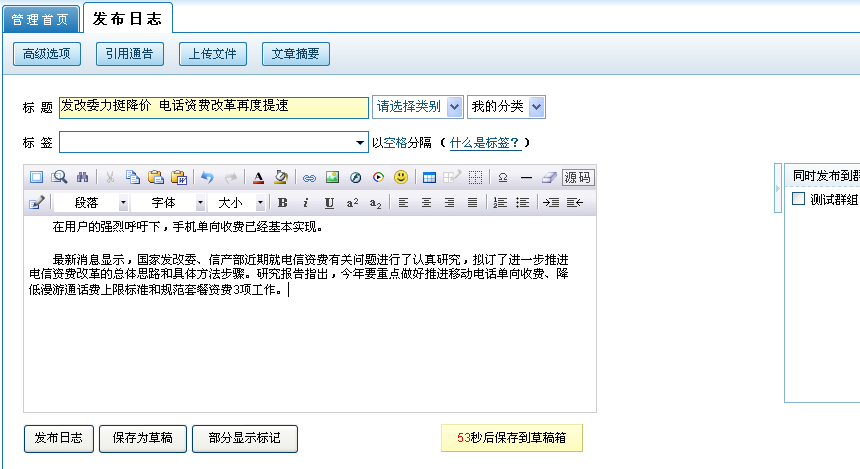 管理首页 发布日志
高级选项 引用通告 上传文件 文章摘要
标 题 发改委力挺降价 电话资费改革再度提速 请选择类别 我的分类
标 签 以空格分隔 （什么是标签？）
源码
段落 字体 大小 B I U a² a₂
在用户的强烈呼吁下，手机单向收费已经基本实现。
最新消息显示，国家发改委、信产部近期就电信资费有关问题进行了认真研究，拟订了进一步推进
电信资费改革的总体思路和具体方法步骤。研究报告指出，今年要重点做好推进移动电话单向收费、降
低漫游通话费上限标准和规范套餐资费3项工作。
同时发布到群
测试群组
发布日志 保存为草稿 部分显示标记 53秒后保存到草稿箱